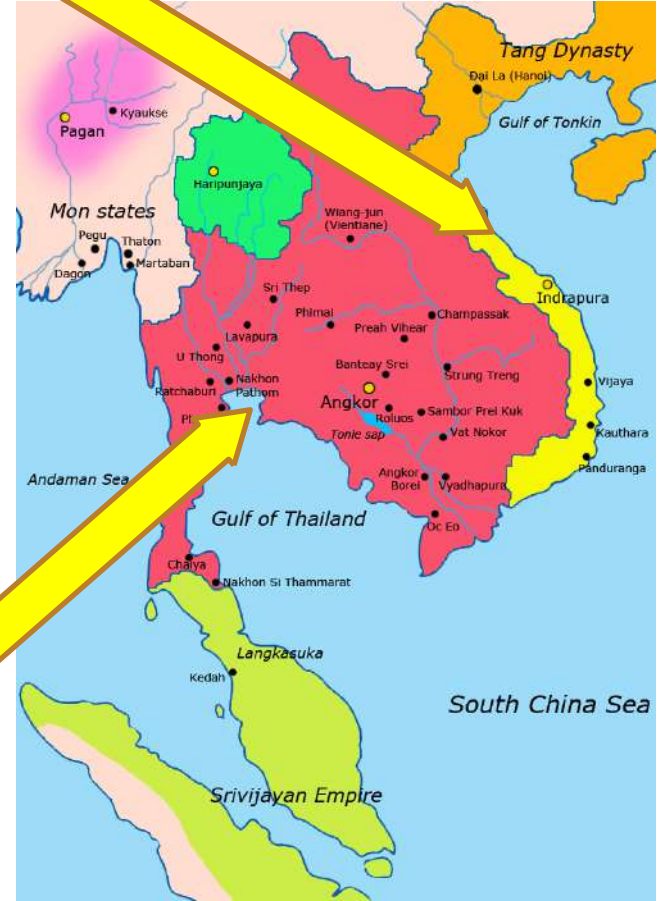 Tang Dynasty
Đại La (Hanoi)
Gulf of Tonkin
Kyaukse
Pagan
Haripunjaya
Mon states
Pegu
Thaton
Dagon
Martaban
Wiang-jun
(Vientiane)
Indrapura
Sri Thep
Phimai
Champassak
Lavapura
Preah Vihear
U Thong
Banteay Srei
Strung Treng
Ratchaburi
Nakhon
Pathom
Vijaya
Angkor
Roluos
Sambor Prei Kuk
Tonle sap
Vat Nokor
Kauthara
Panduranga
Andaman Sea
Angkor
Borei
Vyadhapura
Gulf of Thailand
Oc Eo
Chaiya
Nakhon Si Thammarat
Langkasuka
Kedah
South China Sea
Srivijayan Empire